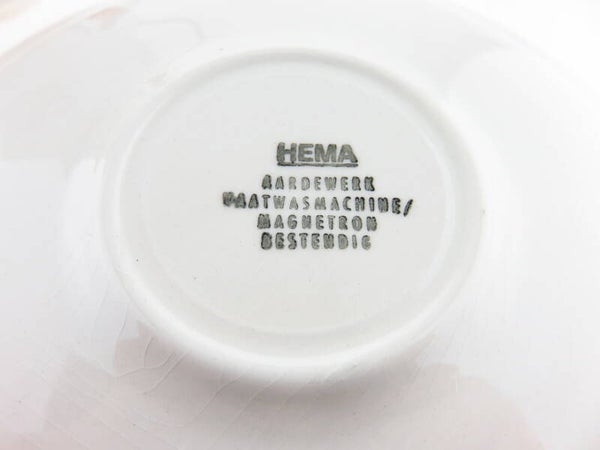 HEMA
AARDEWERK
VAATWASMACHINE/
MAGNETRON
BESTENDIG